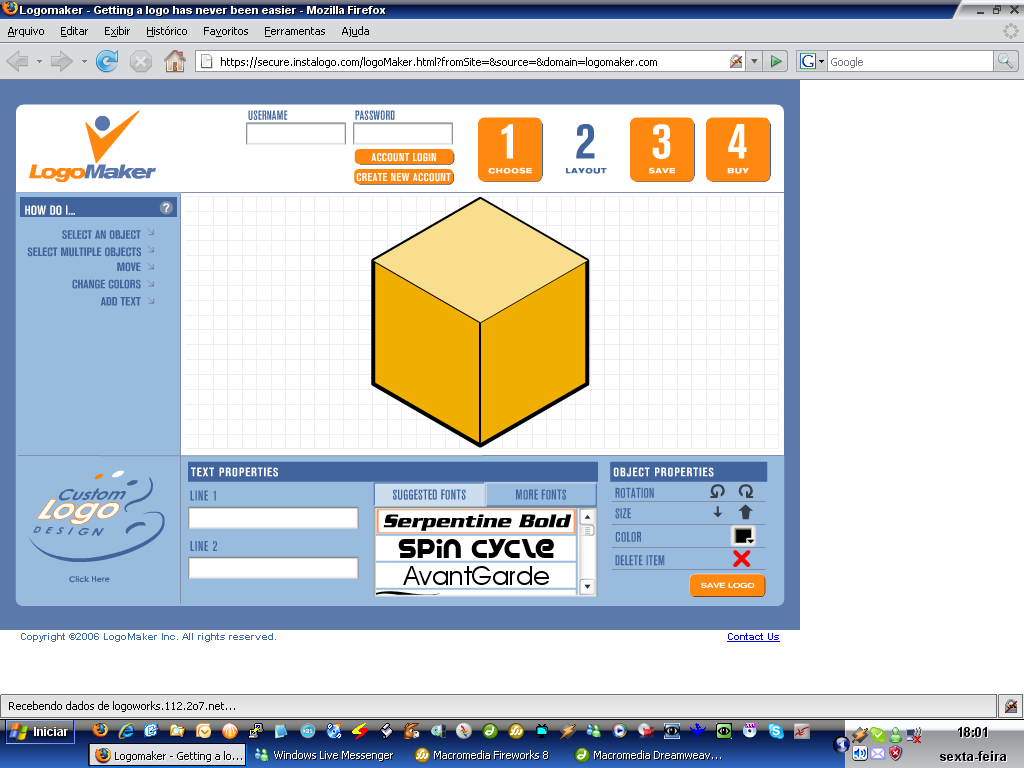 Logomaker - Getting a logo has never been easier - Mozilla Firefox
Arquivo Editar Exibir Histórico Favoritos Ferramentas Ajuda
https://secure.instalogo.com/logoMaker.html?fromSite=&source=&domain=logomaker.com
G Google
LogoMaker
USERNAME PASSWORD
ACCOUNT LOGIN
CREATE NEW ACCOUNT
1 CHOOSE
2 LAYOUT
3 SAVE
4 BUY
HOW DO I... ?
SELECT AN OBJECT
SELECT MULTIPLE OBJECTS
MOVE
CHANGE COLORS
ADD TEXT
Custom
Logo
DESIGN
Click Here
TEXT PROPERTIES
LINE 1
LINE 2
SUGGESTED FONTS MORE FONTS
Serpentine Bold
Spin Cycle
AvantGarde
OBJECT PROPERTIES
ROTATION
SIZE
COLOR
DELETE ITEM
SAVE LOGO
Copyright ©2006 LogoMaker Inc. All rights reserved. Contact Us
Recebendo dados de logoworks.112.2o7.net...
Iniciar
18:01
Logomaker - Getting a lo... Windows Live Messenger Macromedia Fireworks 8 Macromedia Dreamweav...
sexta-feira